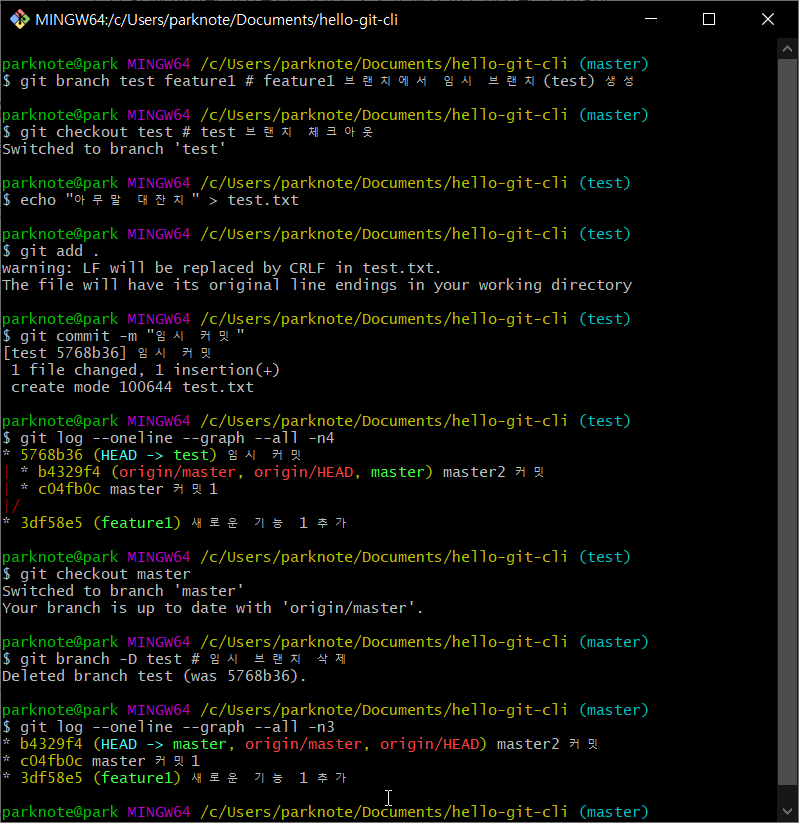 MINGW64:/c/Users/parknote/Documents/hello-git-cli
parknote@park MINGW64 /c/Users/parknote/Documents/hello-git-cli (master)
$ git branch test feature1 # feature1 브랜치에서 임시 브랜치(test) 생성
parknote@park MINGW64 /c/Users/parknote/Documents/hello-git-cli (master)
$ git checkout test # test 브랜치 체크아웃
Switched to branch 'test'
parknote@park MINGW64 /c/Users/parknote/Documents/hello-git-cli (test)
$ echo "아무말 대잔치" > test.txt
parknote@park MINGW64 /c/Users/parknote/Documents/hello-git-cli (test)
$ git add .
warning: LF will be replaced by CRLF in test.txt.
The file will have its original line endings in your working directory
parknote@park MINGW64 /c/Users/parknote/Documents/hello-git-cli (test)
$ git commit -m "임시 커밋"
[test 5768b36] 임시 커밋
 1 file changed, 1 insertion(+)
 create mode 100644 test.txt
parknote@park MINGW64 /c/Users/parknote/Documents/hello-git-cli (test)
$ git log --oneline --graph --all -n4
* 5768b36 (HEAD -> test) 임시 커밋
| * b4329f4 (origin/master, origin/HEAD, master) master2 커밋
| * c04fb0c master 커밋1
|/
* 3df58e5 (feature1) 새로운 기능 1 추가
parknote@park MINGW64 /c/Users/parknote/Documents/hello-git-cli (test)
$ git checkout master
Switched to branch 'master'
Your branch is up to date with 'origin/master'.
parknote@park MINGW64 /c/Users/parknote/Documents/hello-git-cli (master)
$ git branch -D test # 임시 브랜치 삭제
Deleted branch test (was 5768b36).
parknote@park MINGW64 /c/Users/parknote/Documents/hello-git-cli (master)
$ git log --oneline --graph --all -n3
* b4329f4 (HEAD -> master, origin/master, origin/HEAD) master2 커밋
* c04fb0c master 커밋1
* 3df58e5 (feature1) 새로운 기능 1 추가
parknote@park MINGW64 /c/Users/parknote/Documents/hello-git-cli (master)